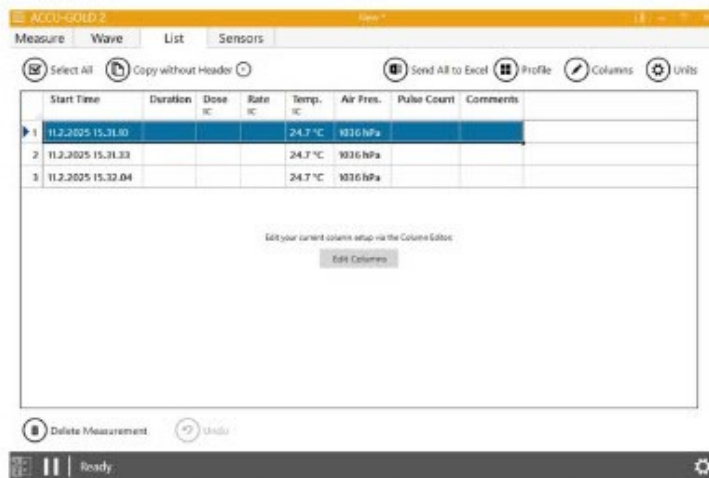 ACCU-GOLD 2
New *
Measure Wave List Sensors
Select All Copy without Header Send All to Excel Profile Columns Units
Start Time Duration Dose Rate Temp. Air Pres. Pulse Count Comments
IC IC IC
1 11.2.2025 15.31.10 24.7 °C 1036 hPa
2 11.2.2025 15.31.33 24.7 °C 1036 hPa
3 11.2.2025 15.32.04 24.7 °C 1036 hPa
Edit your current column setup via the Column Editor:
Edit Columns
Delete Measurement Undo
Ready